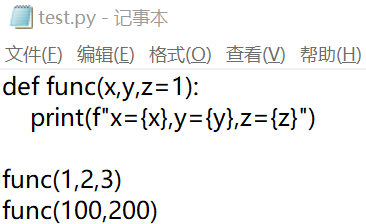 test.py - 记事本
文件(F) 编辑(E) 格式(O) 查看(V) 帮助(H)
def func(x,y,z=1):
    print(f"x={x},y={y},z={z}")

func(1,2,3)
func(100,200)